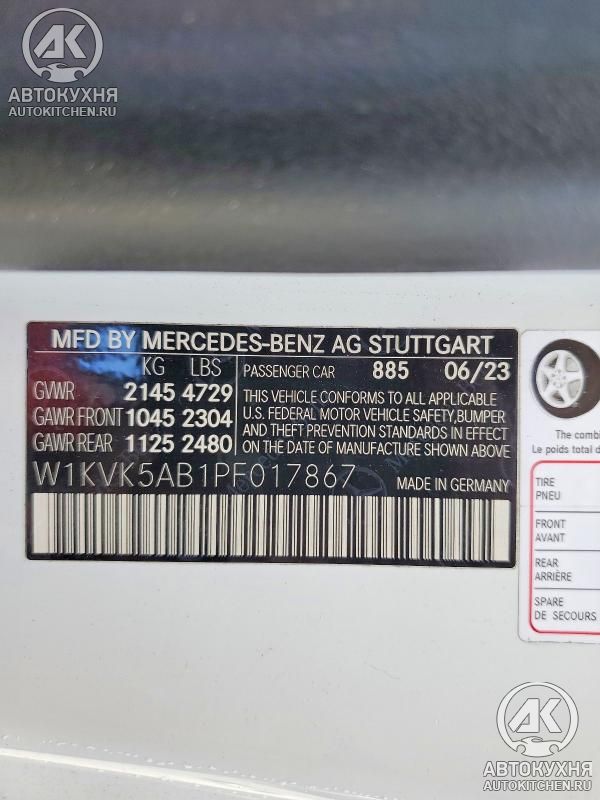 АК
АВТОКУХНЯ
AUTOKITCHEN.RU
MFD BY MERCEDES-BENZ AG STUTTGART
KG LBS PASSENGER CAR 885 06/23
GVWR 2145 4729 THIS VEHICLE CONFORMS TO ALL APPLICABLE
GAWR FRONT 1045 2304 U.S. FEDERAL MOTOR VEHICLE SAFETY, BUMPER
GAWR REAR 1125 2480 AND THEFT PREVENTION STANDARDS IN EFFECT
ON THE DATE OF MANUFACTURE SHOWN ABOVE
W1KVK5AB1PF017867 MADE IN GERMANY
The combi
Le poids total d
TIRE
PNEU
FRONT
AVANT
REAR
ARRIÈRE
SPARE
DE SECOURS
АК
АВТОКУХНЯ
AUTOKITCHEN.RU